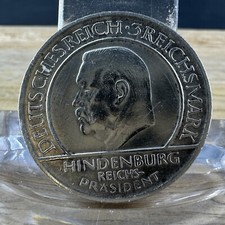 DEUTSCHES REICH · 3 REICHSMARK
HINDENBURG
REICHS-
PRÄSIDENT